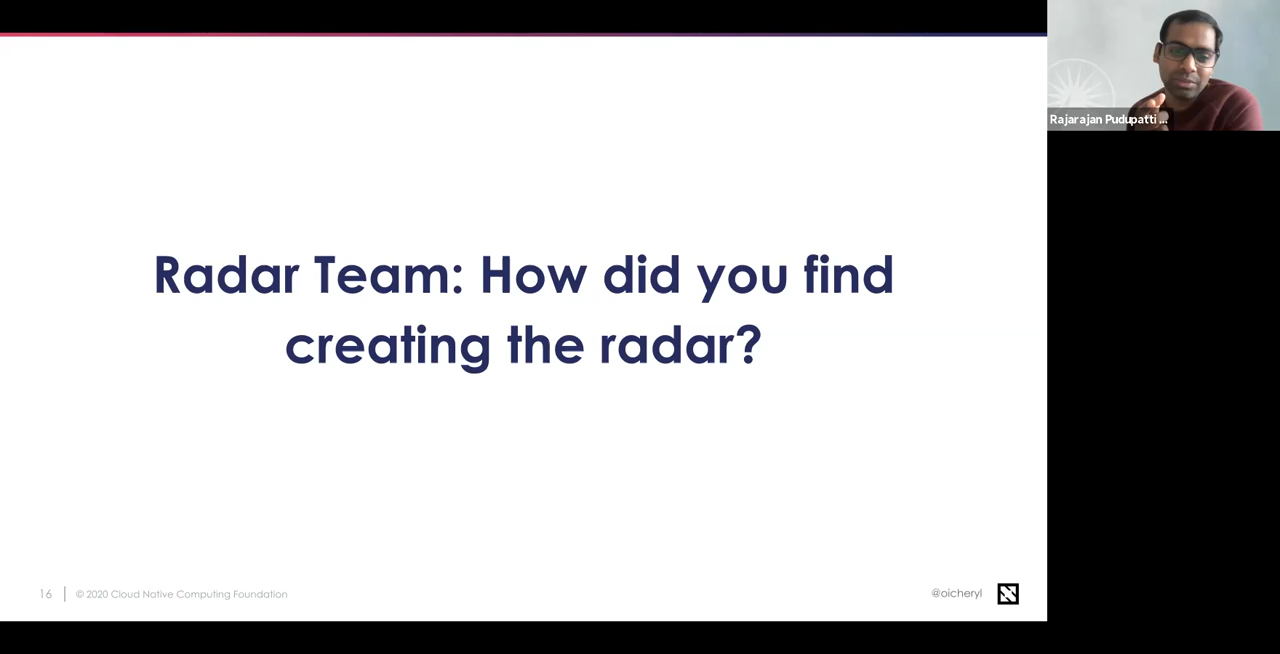 Rajarajan Pudupatti ...
Radar Team: How did you find
creating the radar?
16
© 2020 Cloud Native Computing Foundation
@oicheryl